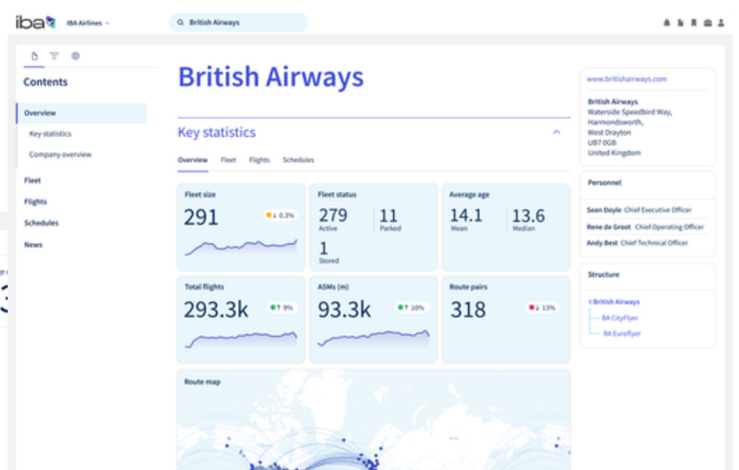 iba
IBA Airlines
British Airways
Contents
Overview
Key statistics
Company overview
Fleet
Flights
Schedules
News
British Airways
Key statistics
Overview Fleet Flights Schedules
Fleet size
291
↓ 0.3%
Fleet status
279
Active
11
Parked
1
Stored
Average age
14.1
Mean
13.6
Median
Total flights
293.3k
↑ 9%
ASMs (m)
93.3k
↑ 10%
Route pairs
318
↓ 13%
Route map
www.britishairways.com
British Airways
Waterside Speedbird Way,
Harmondsworth,
West Drayton
UB7 0GB
United Kingdom
Personnel
Sean Doyle Chief Executive Officer
Rene de Groot Chief Operating Officer
Andy Best Chief Technical Officer
Structure
British Airways
BA CityFlyer
BA Euroflyer